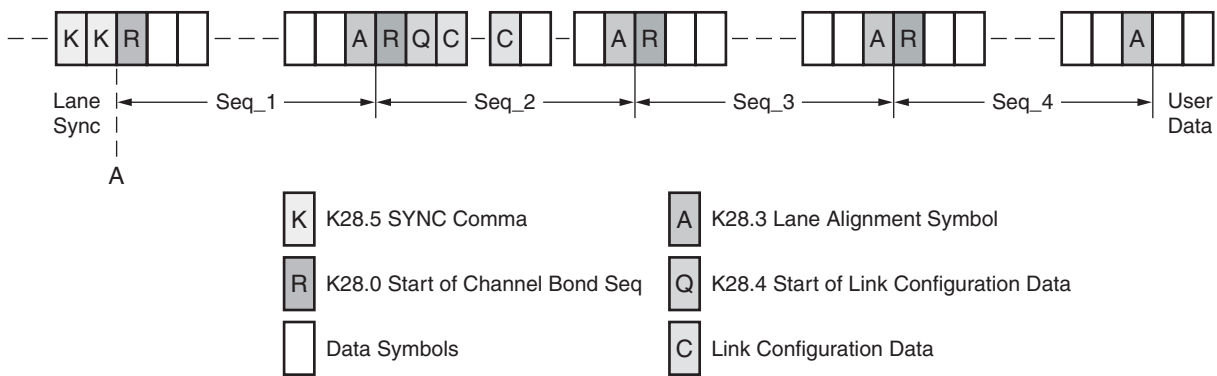 K K R A R Q C C A R A R A
Lane Sync Seq_1 Seq_2 Seq_3 Seq_4 User Data
A
K K28.5 SYNC Comma A K28.3 Lane Alignment Symbol
R K28.0 Start of Channel Bond Seq Q K28.4 Start of Link Configuration Data
Data Symbols C Link Configuration Data